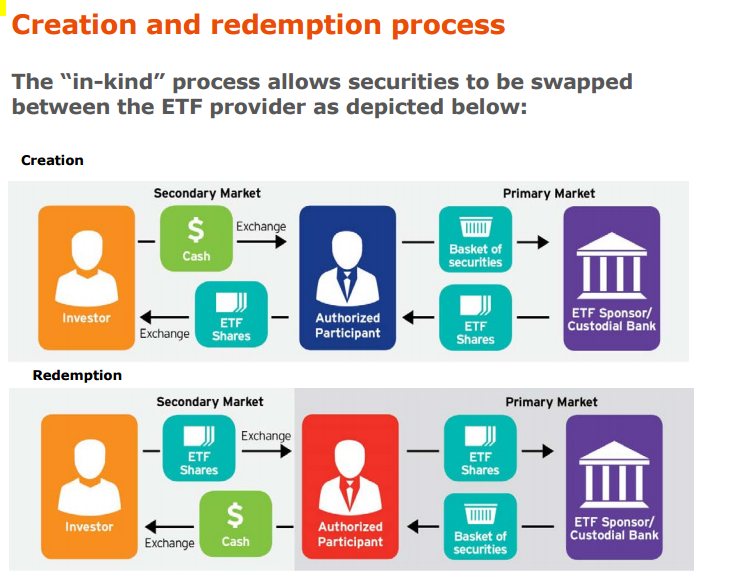 Creation and redemption process
The “in-kind” process allows securities to be swapped
between the ETF provider as depicted below:
Creation
Secondary Market
Primary Market
$
Cash
Exchange
Basket of
securities
Investor
Exchange
ETF
Shares
Authorized
Participant
ETF
Shares
ETF Sponsor/
Custodial Bank
Redemption
Secondary Market
Primary Market
ETF
Shares
Exchange
ETF
Shares
Investor
Exchange
$
Cash
Authorized
Participant
Basket of
securities
ETF Sponsor/
Custodial Bank